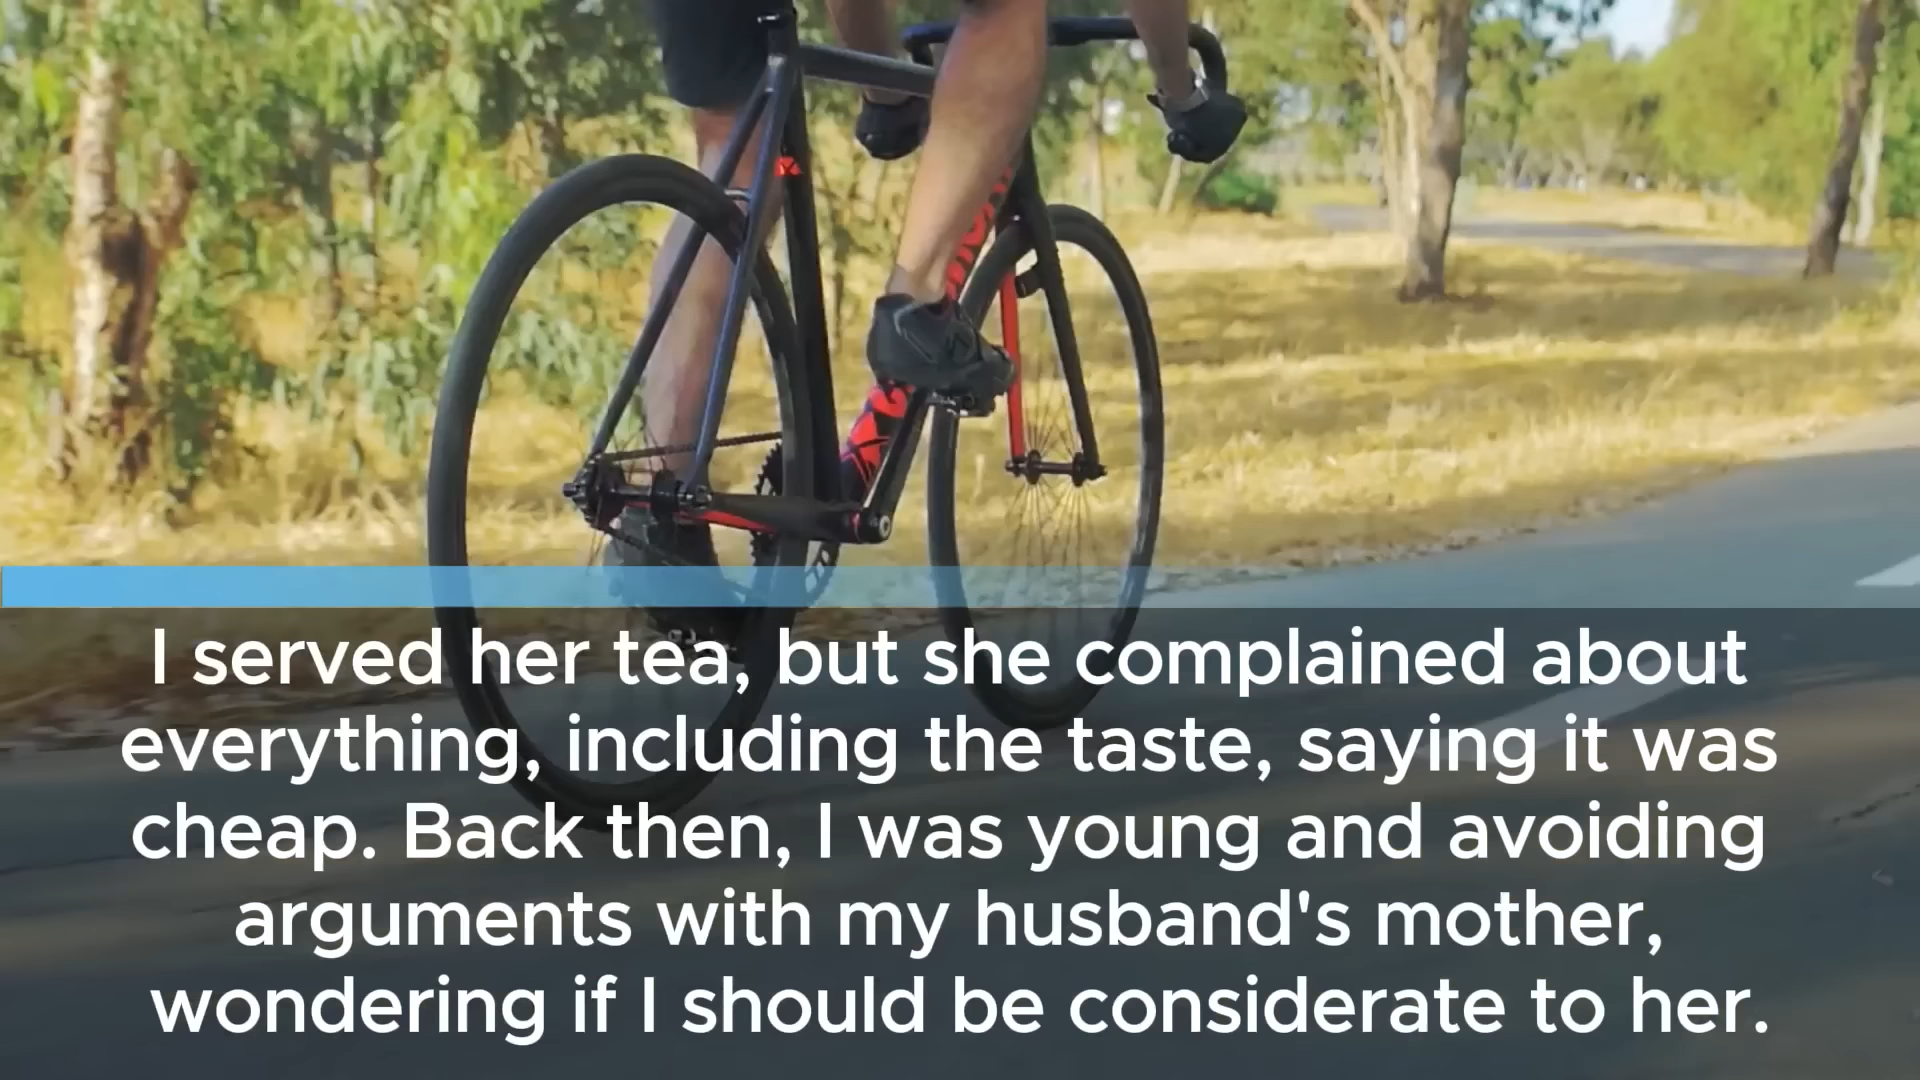 I served her tea, but she complained about
everything, including the taste, saying it was
cheap. Back then, I was young and avoiding
arguments with my husband's mother,
wondering if I should be considerate to her.